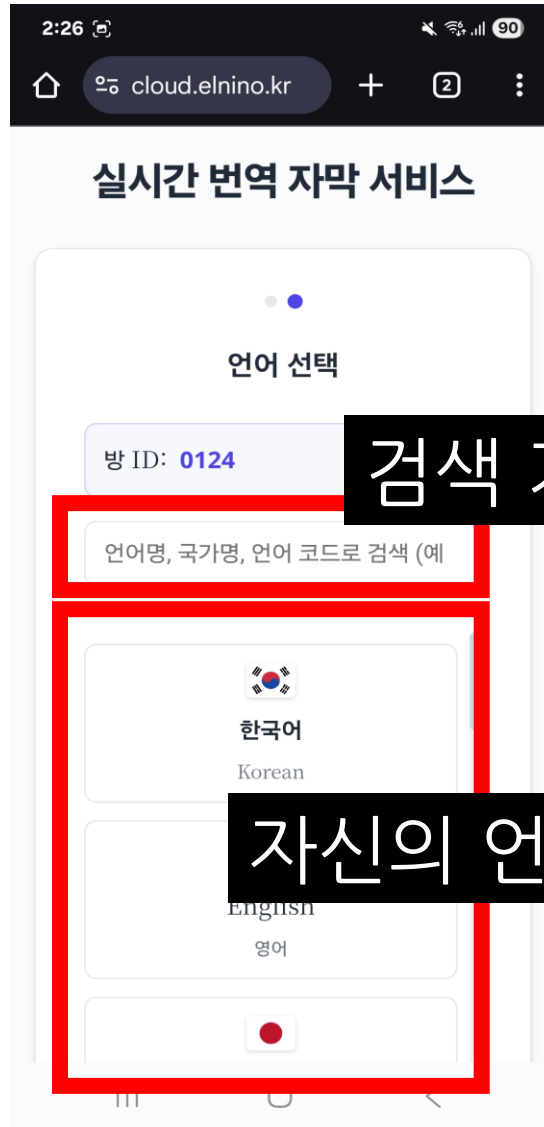 2:26
90
cloud.elnino.kr
2
실시간 번역 자막 서비스
언어 선택
방 ID: 0124
검색
언어명, 국가명, 언어 코드로 검색 (예
한국어
Korean
자신의 언
English
영어